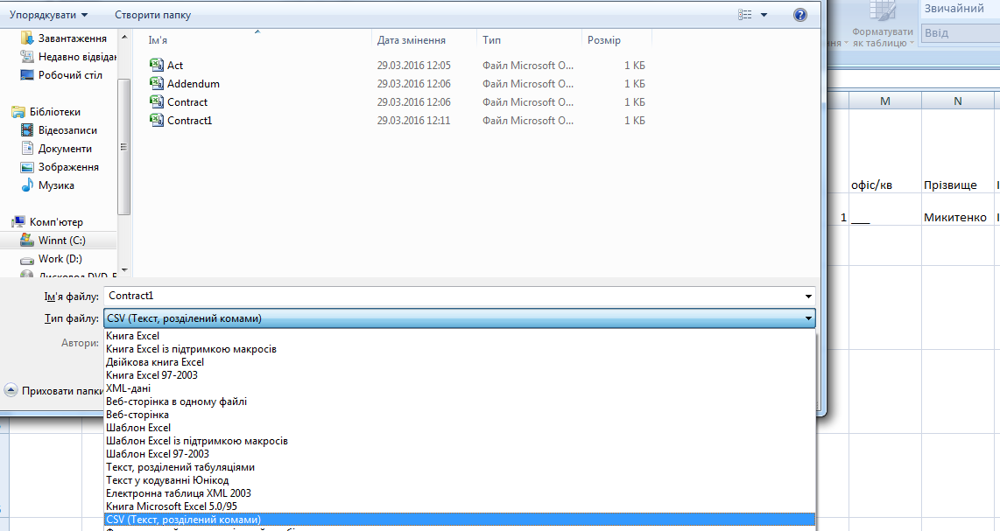 Упорядкувати Створити папку
Звичайний
Форматувати
як таблицю
Ввід
Ім'я Дата змінення Тип Розмір
Завантаження
Недавно відвідан
Робочий стіл
Act 29.03.2016 12:05 Файл Microsoft O... 1 КБ
Addendum 29.03.2016 12:06 Файл Microsoft O... 1 КБ
Contract 29.03.2016 12:06 Файл Microsoft O... 1 КБ
Contract1 29.03.2016 12:11 Файл Microsoft O... 1 КБ
Бібліотеки
Відеозаписи
Документи
Зображення
Музика
Комп'ютер
Winnt (C:)
Work (D:)
M N
офіс/кв Прізвище
1 ___ Микитенко
Ім'я файлу: Contract1
Тип файлу: CSV (Текст, розділений комами)
Автори:
Приховати папки
Книга Excel
Книга Excel із підтримкою макросів
Двійкова книга Excel
Книга Excel 97-2003
XML-дані
Веб-сторінка в одному файлі
Веб-сторінка
Шаблон Excel
Шаблон Excel із підтримкою макросів
Шаблон Excel 97-2003
Текст, розділений табуляціями
Текст у кодуванні Юнікод
Електронна таблиця XML 2003
Книга Microsoft Excel 5.0/95
CSV (Текст, розділений комами)